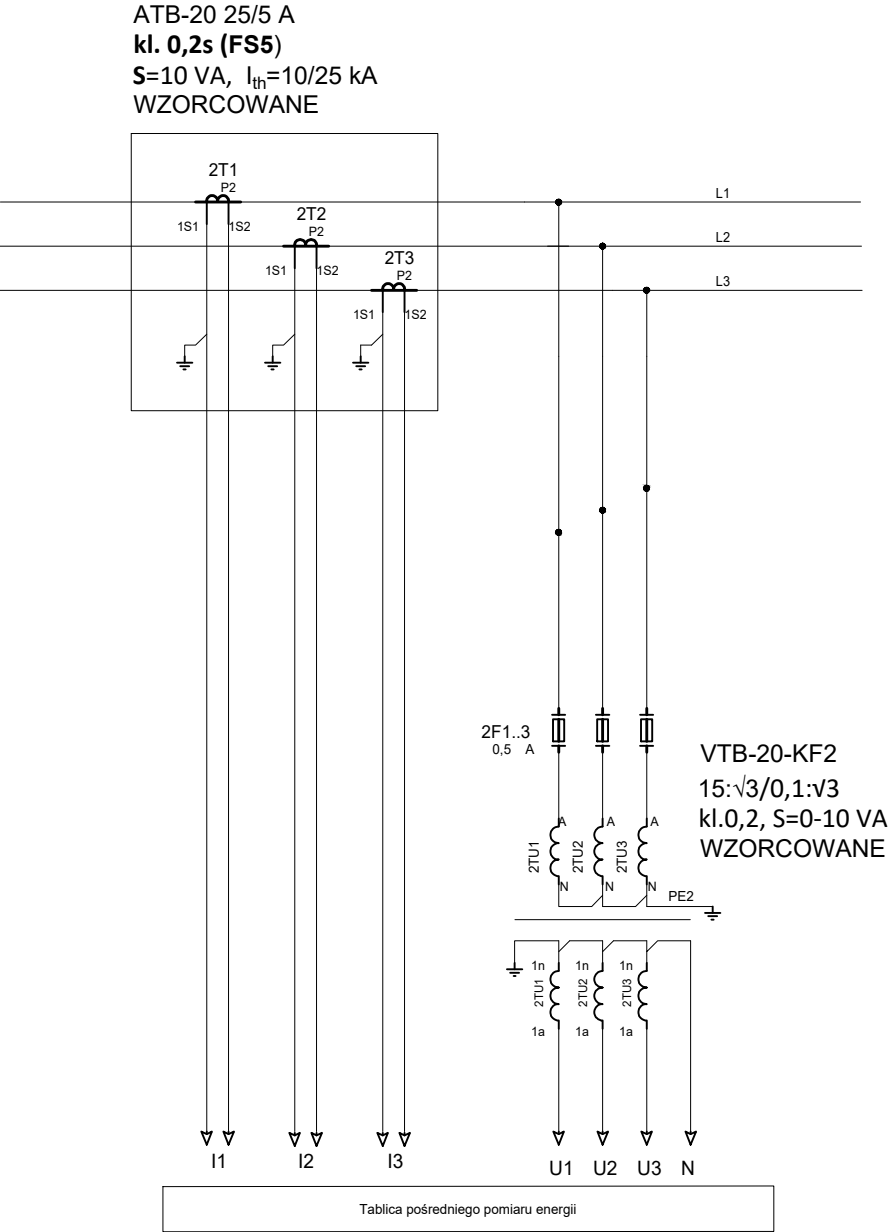 ATB-20 25/5 A
kl. 0,2s (FS5)
S=10 VA, Ith=10/25 kA
WZORCOWANE
2T1
P2
1S1 1S2
L1
2T2
P2
1S1 1S2
L2
2T3
P2
1S1 1S2
L3
2F1..3
0,5 A
VTB-20-KF2
15:√3/0,1:√3
kl.0,2, S=0-10 VA
WZORCOWANE
A A A
2TU1 2TU2 2TU3
N N N
PE2
1n 1n 1n
2TU1 2TU2 2TU3
1a 1a 1a
I1 I2 I3 U1 U2 U3 N
Tablica pośredniego pomiaru energii